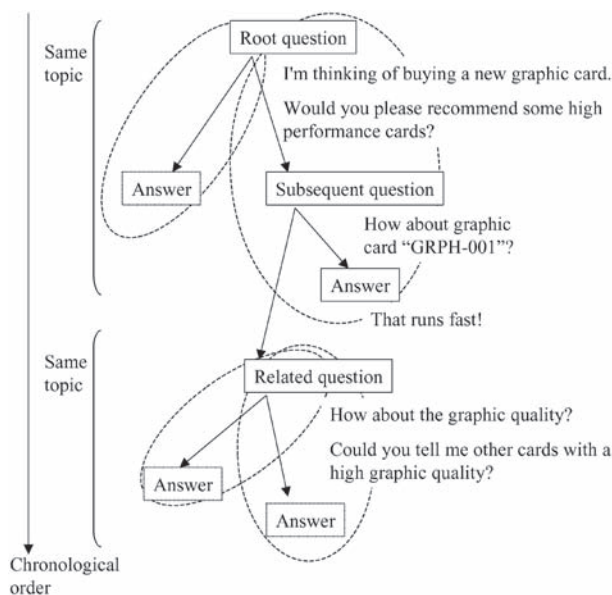 Root question
Same
topic
I'm thinking of buying a new graphic card.
Would you please recommend some high
performance cards?
Answer
Subsequent question
How about graphic
card “GRPH-001”?
Answer
That runs fast!
Same
topic
Related question
How about the graphic quality?
Could you tell me other cards with a
high graphic quality?
Answer
Answer
Chronological
order